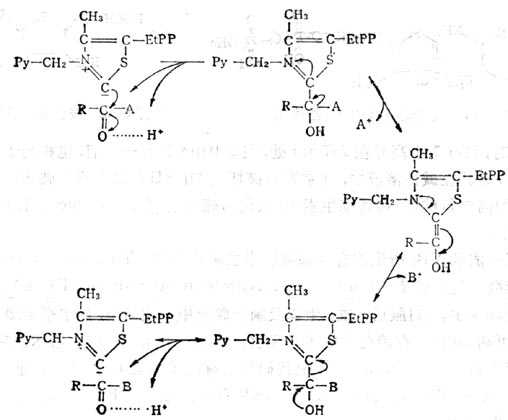 CH₃ CH₃
C C-EtPP C C-EtPP
Py-CH₂ N⁺ S Py-CH₂-N S
C C
R-C-A R-C-A
O H⁺ OH
A⁺
CH₃
C-EtPP
Py-CH₂-N S
C
R-C
OH
B⁺
CH₃ CH₃
C C-EtPP C-EtPP
Py-CH-N S Py-CH₂-N S
C C
R-C-B R-C-B
O H⁺ OH